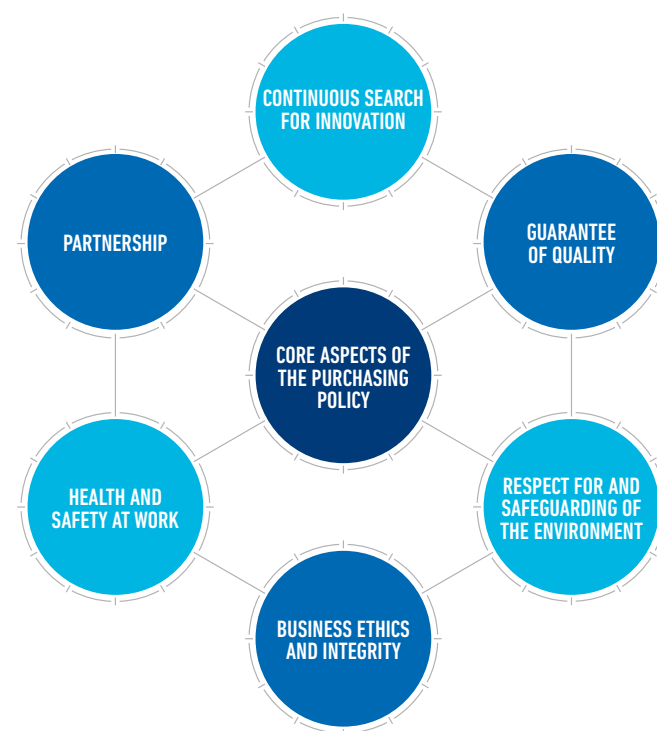 CONTINUOUS SEARCH
FOR INNOVATION
PARTNERSHIP
GUARANTEE
OF QUALITY
CORE ASPECTS OF
THE PURCHASING
POLICY
HEALTH AND
SAFETY AT WORK
RESPECT FOR AND
SAFEGUARDING OF
THE ENVIRONMENT
BUSINESS ETHICS
AND INTEGRITY